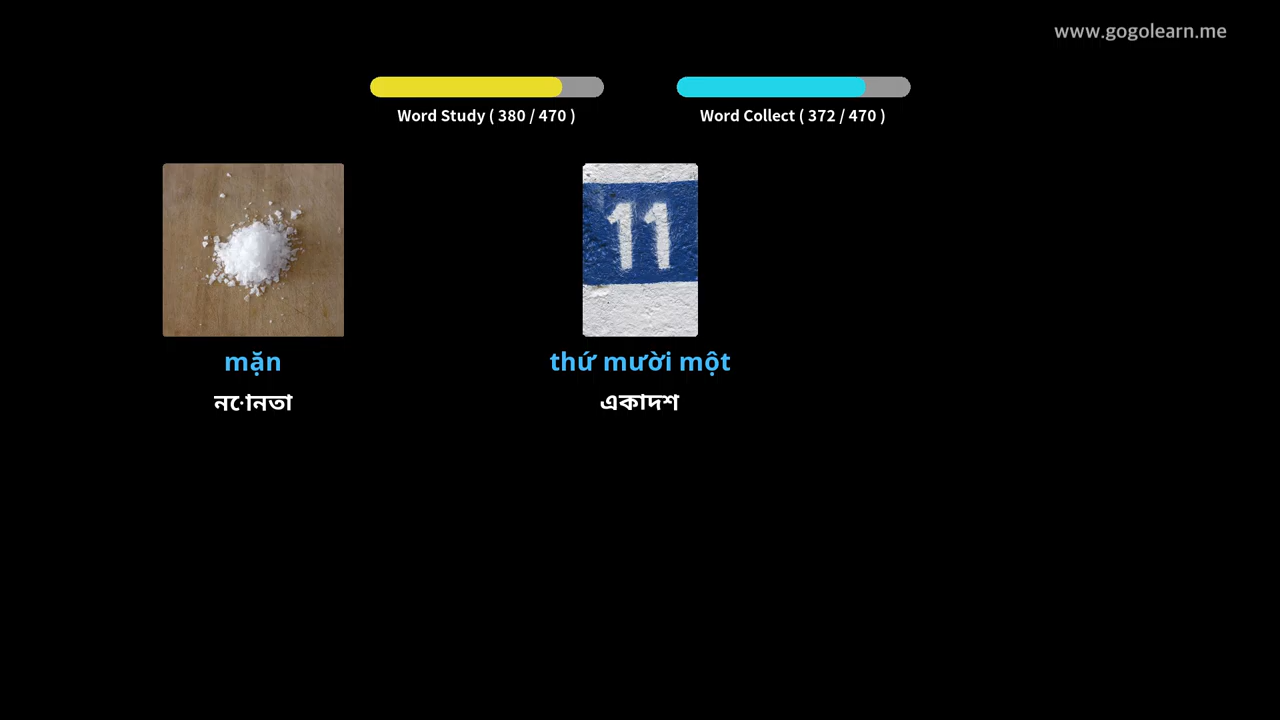 www.gogolearn.me
Word Study ( 380 / 470 )
Word Collect ( 372 / 470 )
11
mặn
thứ mười một
নোনতা
একাদশ